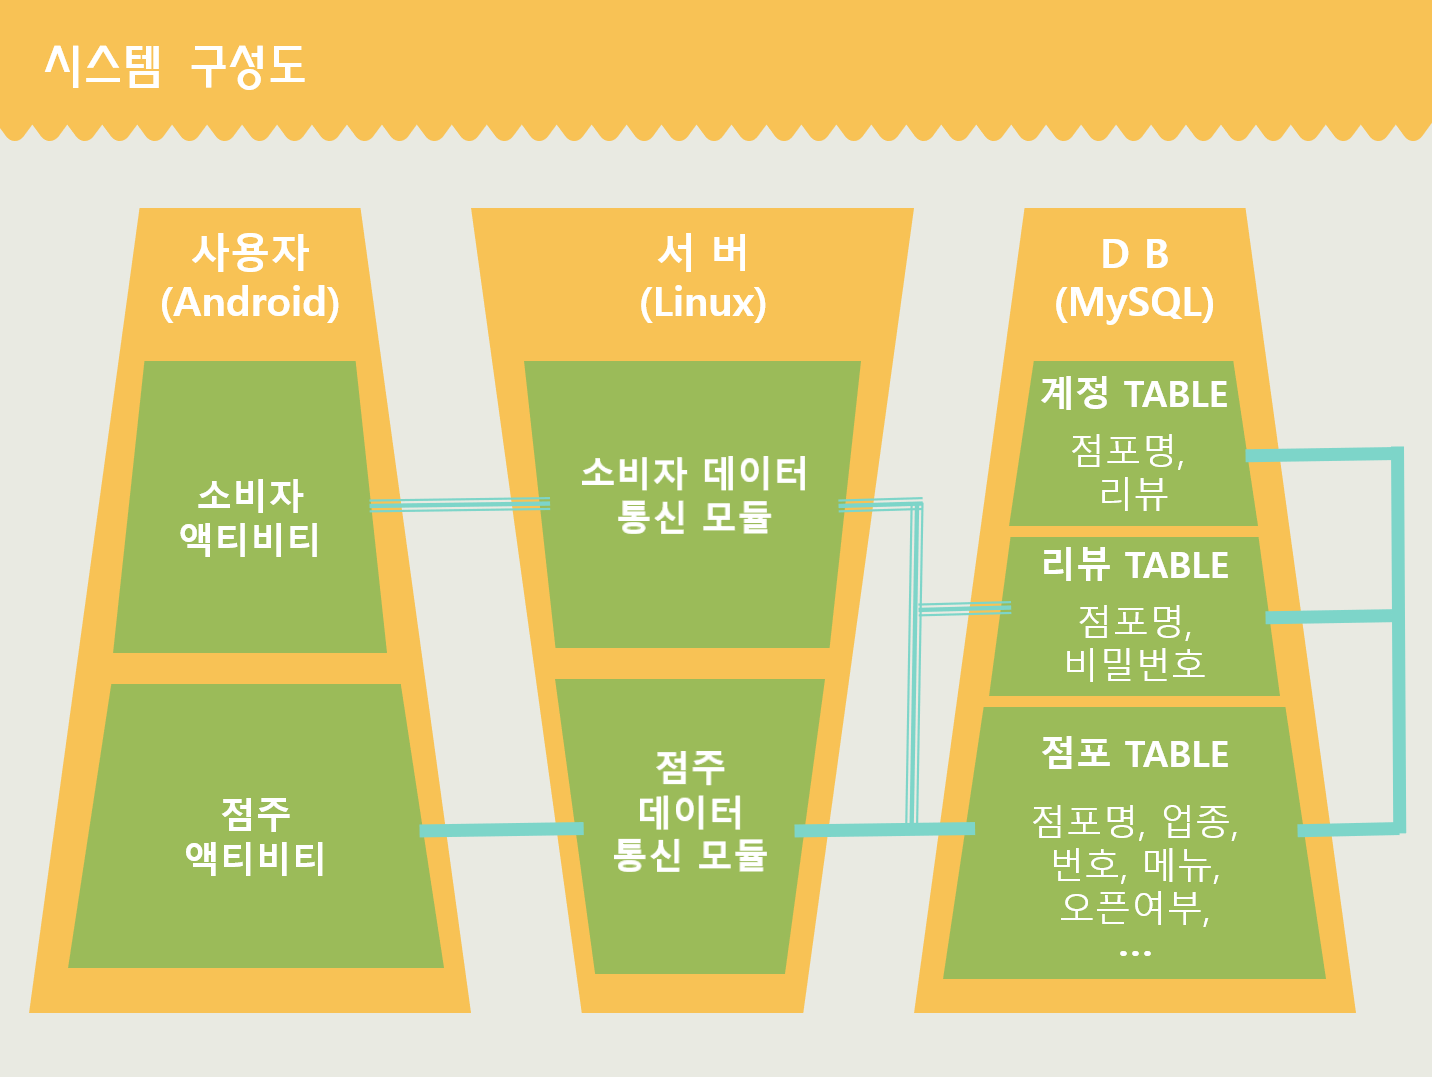 시스템 구성도
사용자
(Android)
소비자
액티비티
점주
액티비티
서 버
(Linux)
소비자 데이터
통신 모듈
점주
데이터
통신 모듈
D B
(MySQL)
계정 TABLE
점포명,
리뷰
리뷰 TABLE
점포명,
비밀번호
점포 TABLE
점포명, 업종,
번호, 메뉴,
오픈여부,
...